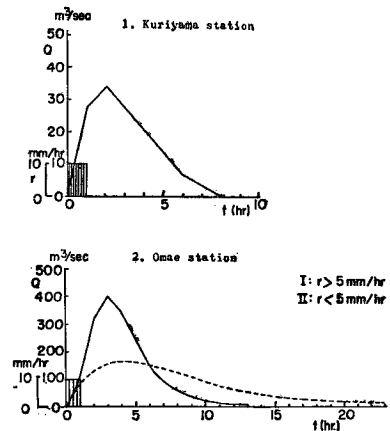 m³/sec
1. Kuriyama station
Q
50
40
30
20
mm/hr
10 10
r
0 0
0 5 10
t (hr)
m³/sec
2. Omae station
500
Q
400
I: r > 5 mm/hr
II: r < 5 mm/hr
300
200
mm/hr
10 100
r
0 0
0 5 10 15 20
t (hr)